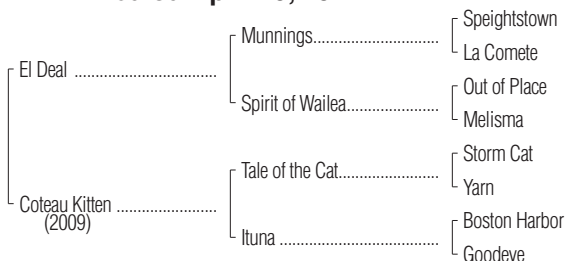 Speightstown
Munnings
La Comete
El Deal
Out of Place
Spirit of Wailea
Melisma
Storm Cat
Tale of the Cat
Yarn
Coteau Kitten
(2009)
Boston Harbor
Ituna
Goodeye